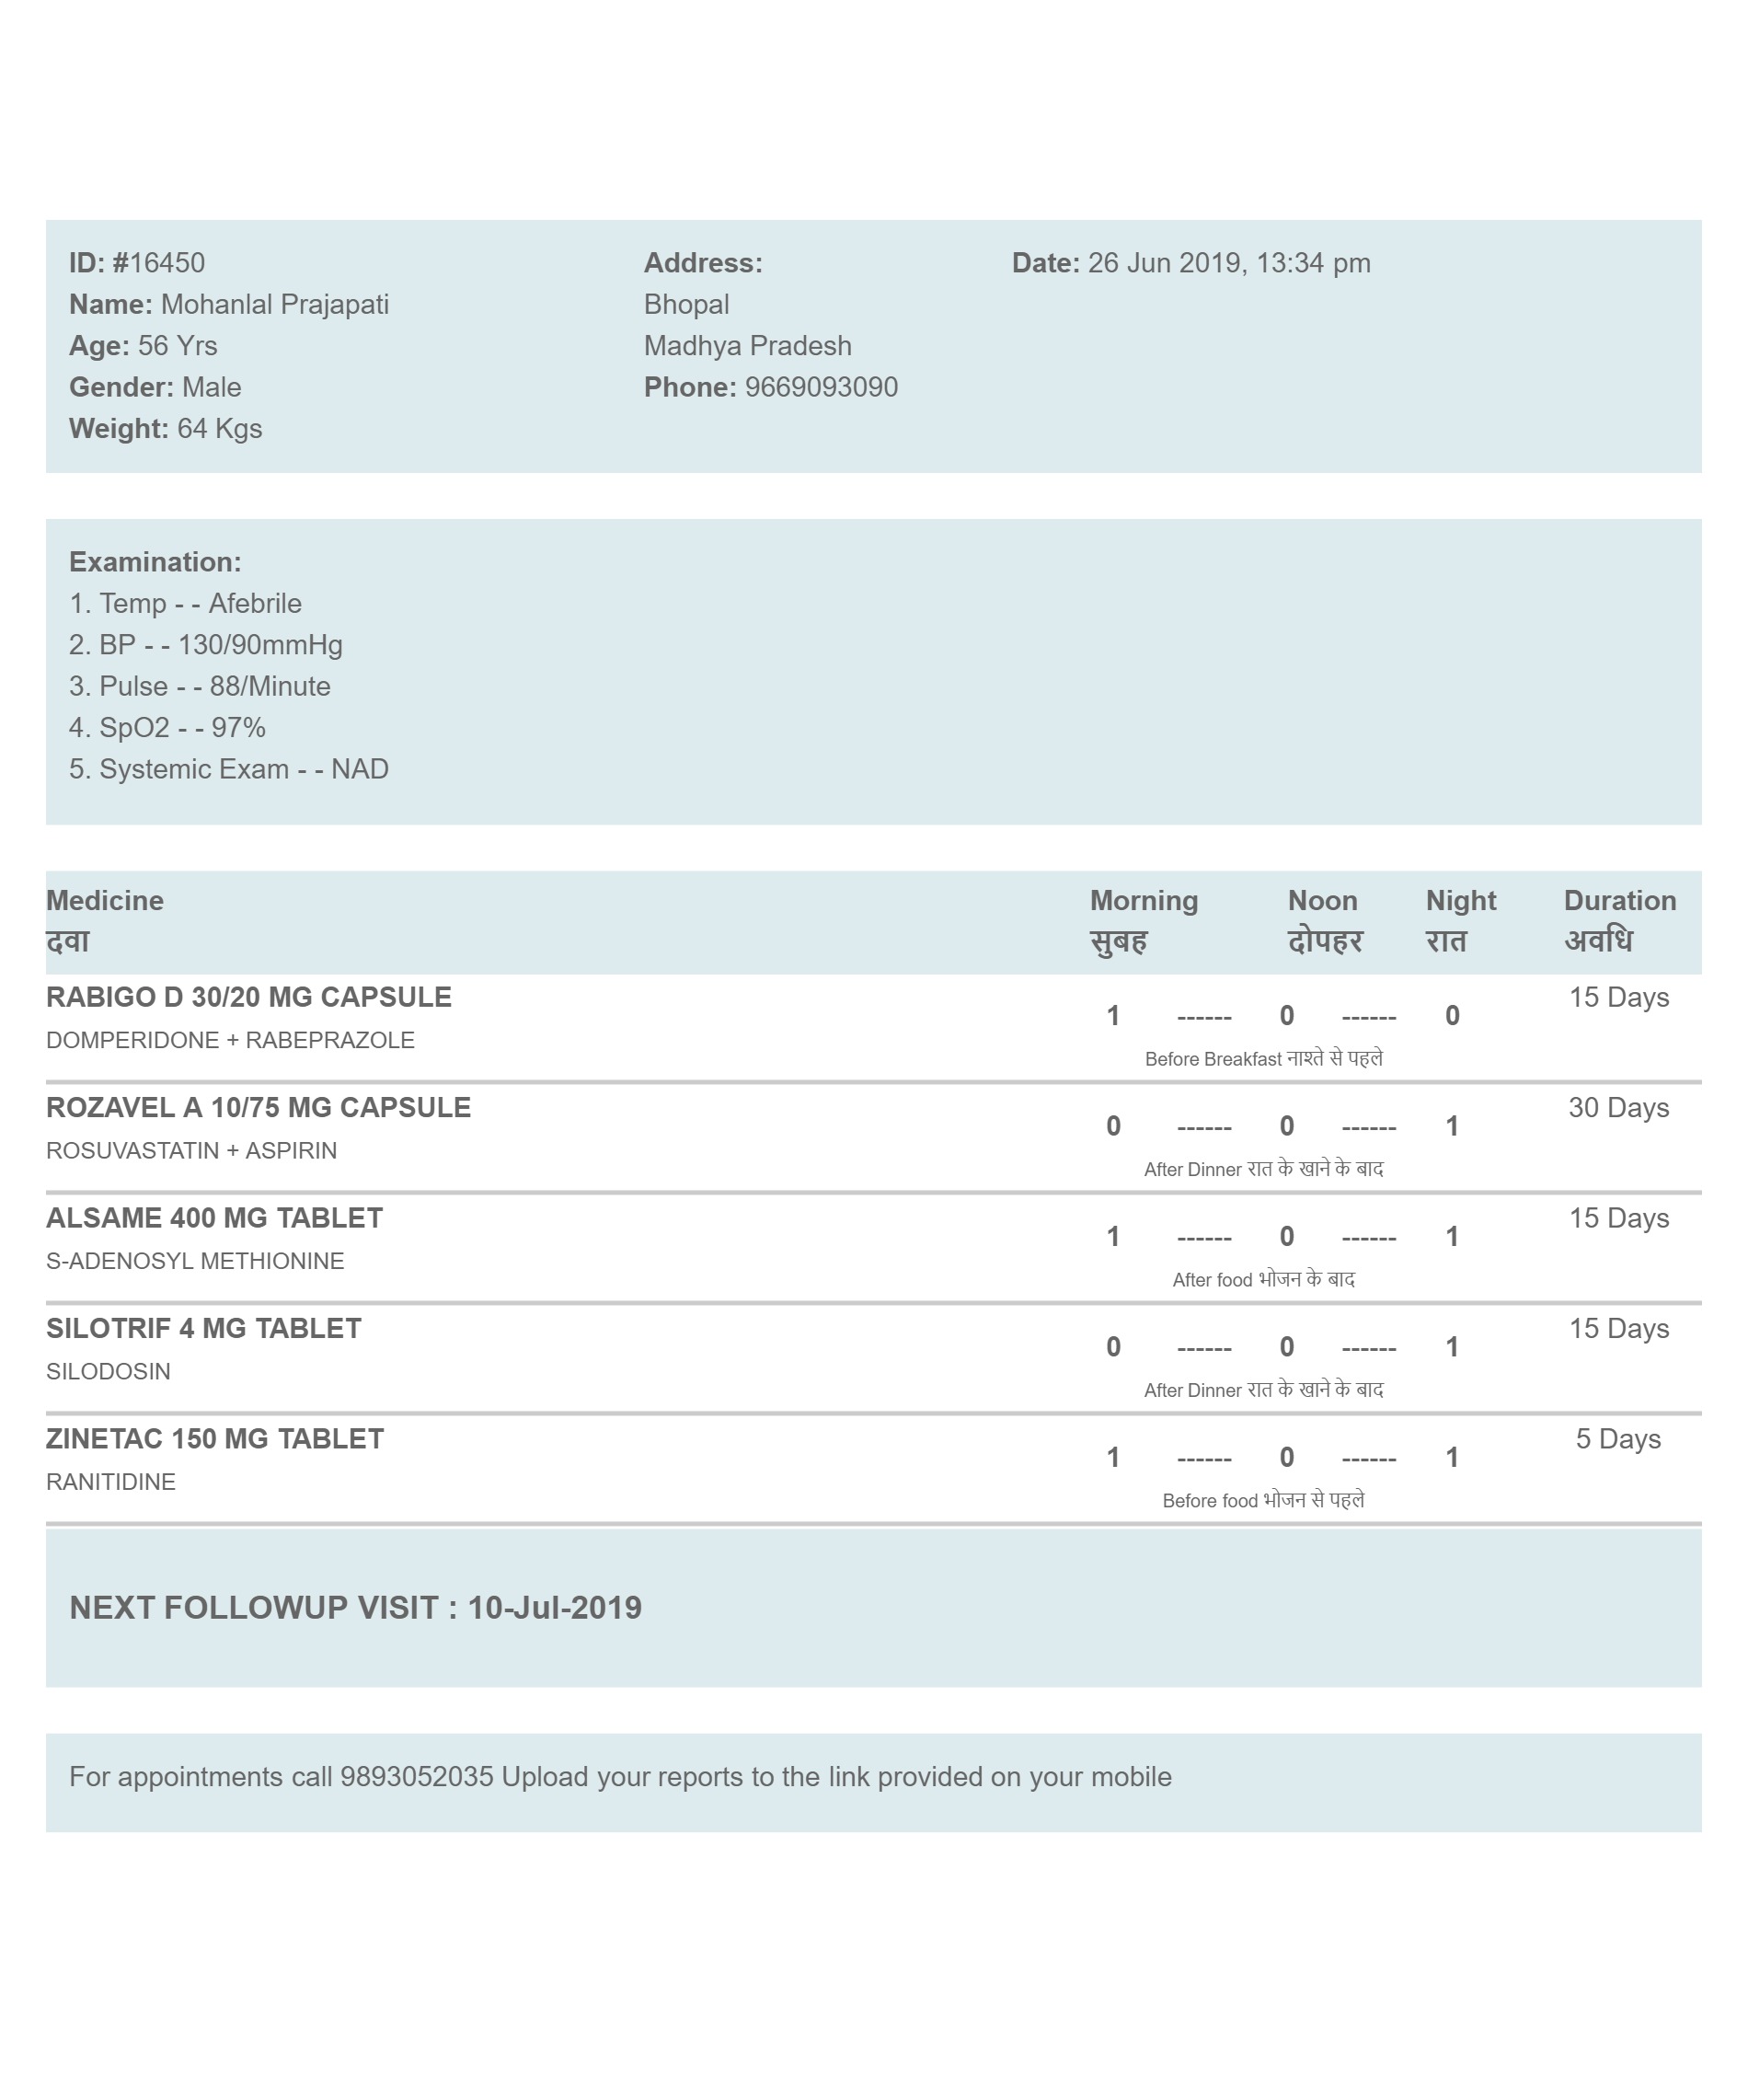 ID: #16450
Name: Mohanlal Prajapati
Age: 56 Yrs
Gender: Male
Weight: 64 Kgs
Address:
Bhopal
Madhya Pradesh
Phone: 9669093090
Date: 26 Jun 2019, 13:34 pm
Examination:
1. Temp - - Afebrile
2. BP - - 130/90mmHg
3. Pulse - - 88/Minute
4. SpO2 - - 97%
5. Systemic Exam - - NAD
Medicine Morning Noon Night Duration
दवा सुबह दोपहर रात अवधि
RABIGO D 30/20 MG CAPSULE 15 Days
1 ------ 0 ------ 0
DOMPERIDONE + RABEPRAZOLE
Before Breakfast नाश्ते से पहले
ROZAVEL A 10/75 MG CAPSULE 30 Days
0 ------ 0 ------ 1
ROSUVASTATIN + ASPIRIN
After Dinner रात के खाने के बाद
ALSAME 400 MG TABLET 15 Days
1 ------ 0 ------ 1
S-ADENOSYL METHIONINE
After food भोजन के बाद
SILOTRIF 4 MG TABLET 15 Days
0 ------ 0 ------ 1
SILODOSIN
After Dinner रात के खाने के बाद
ZINETAC 150 MG TABLET 5 Days
1 ------ 0 ------ 1
RANITIDINE
Before food भोजन से पहले
NEXT FOLLOWUP VISIT : 10-Jul-2019
For appointments call 9893052035 Upload your reports to the link provided on your mobile